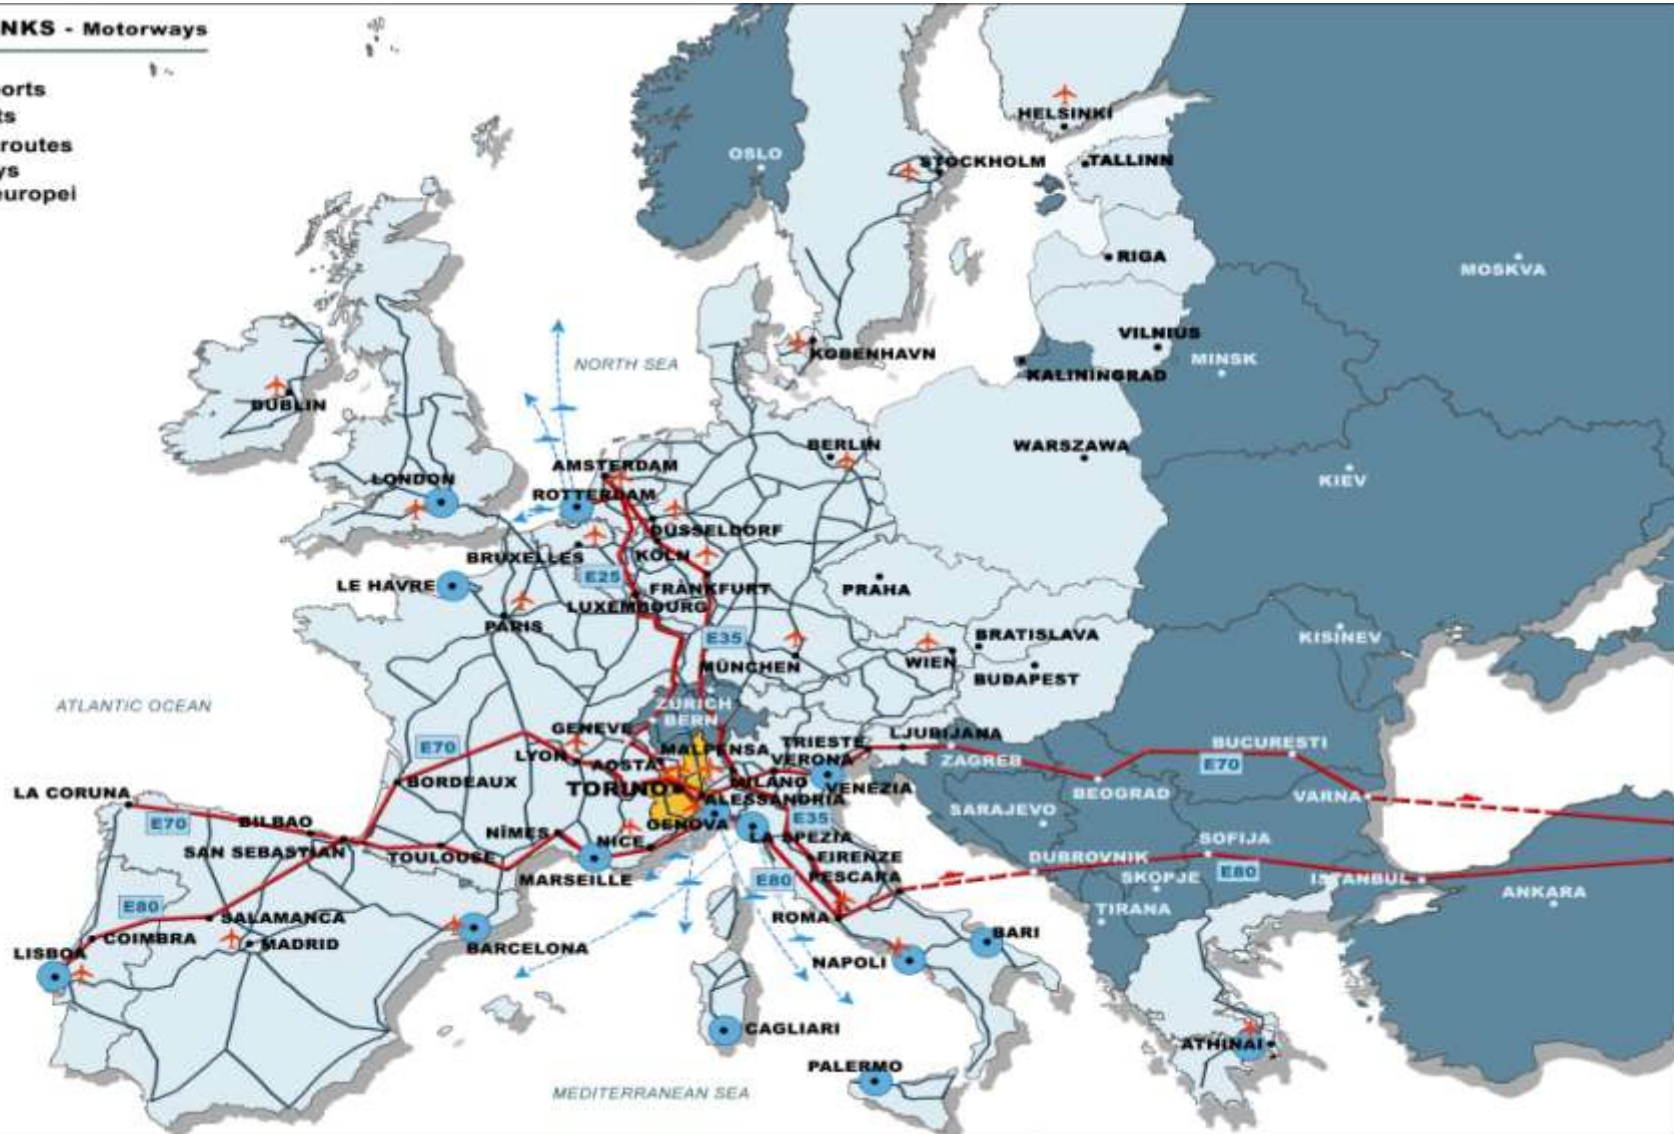 NKS - Motorways
orts
ts
routes
ys
europei
HELSINKI
OSLO
STOCKHOLM
TALLINN
RIGA
MOSKVA
VILNIUS
MINSK
NORTH SEA
KOBENHAVN
KALININGRAD
DUBLIN
BERLIN
WARSZAWA
AMSTERDAM
LONDON
KIEV
ROTTERDAM
DÜSSELDORF
BRUXELLES
KÖLN
E25
LE HAVRE
FRANKFURT
PRAHA
LUXEMBOURG
PARIS
E35
BRATISLAVA
KISINEV
MÜNCHEN
WIEN
BUDAPEST
ATLANTIC OCEAN
ZURICH
BERN
GENEVE
LJUBIJANA
E70
LYON
MALPENSA
TRIESTE
BUCURESTI
AOSTA
VERONA
ZAGREB
E70
BORDEAUX
TORINO
MILANO
VENEZIA
BEOGRAD
VARNA
LA CORUNA
ALESSANDRIA
SARAJEVO
E70
BILBAO
NÎMES
GENOVA
E35
SAN SEBASTIAN
NICE
LA SPEZIA
SOFIJA
TOULOUSE
FIRENZE
DUBROVNIK
MARSEILLE
E80
PESCARA
SKOPJE
E80
ISTANBUL
ANKARA
E80
SALAMANCA
ROMA
TIRANA
COIMBRA
MADRID
BARCELONA
BARI
LISBOA
NAPOLI
CAGLIARI
ATHINAI
PALERMO
MEDITERRANEAN SEA